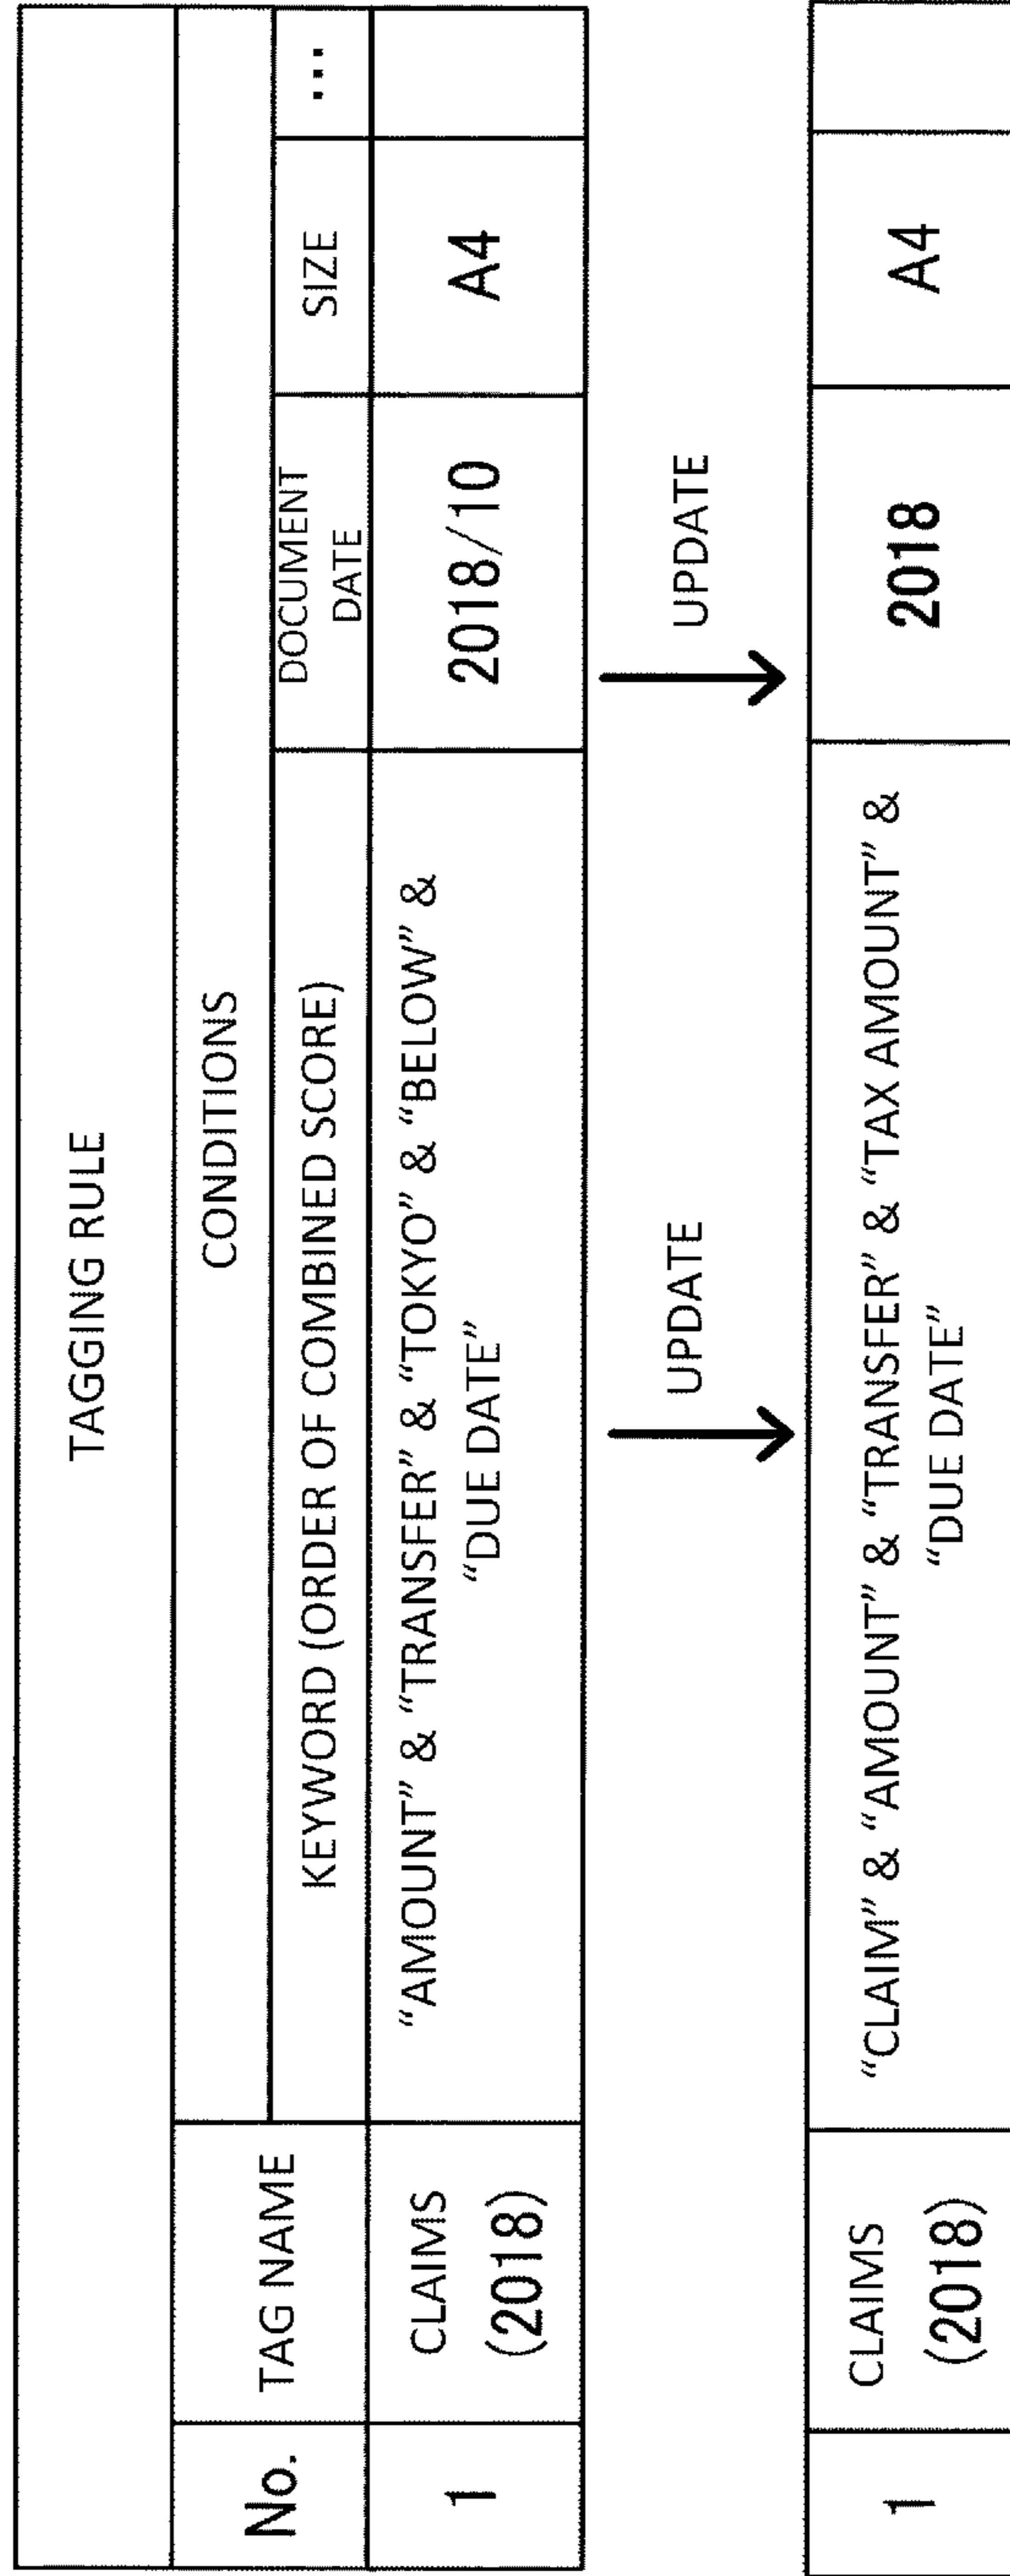 TAGGING RULE
No.
TAG NAME
CONDITIONS
KEYWORD (ORDER OF COMBINED SCORE)
DOCUMENT
DATE
SIZE
...
1
CLAIMS
(2018)
“AMOUNT” & “TRANSFER” & “TOKYO” & “BELOW” &
“DUE DATE”
2018/10
A4
UPDATE
UPDATE
1
CLAIMS
(2018)
“CLAIM” & “AMOUNT” & “TRANSFER” & “TAX AMOUNT” &
“DUE DATE”
2018
A4